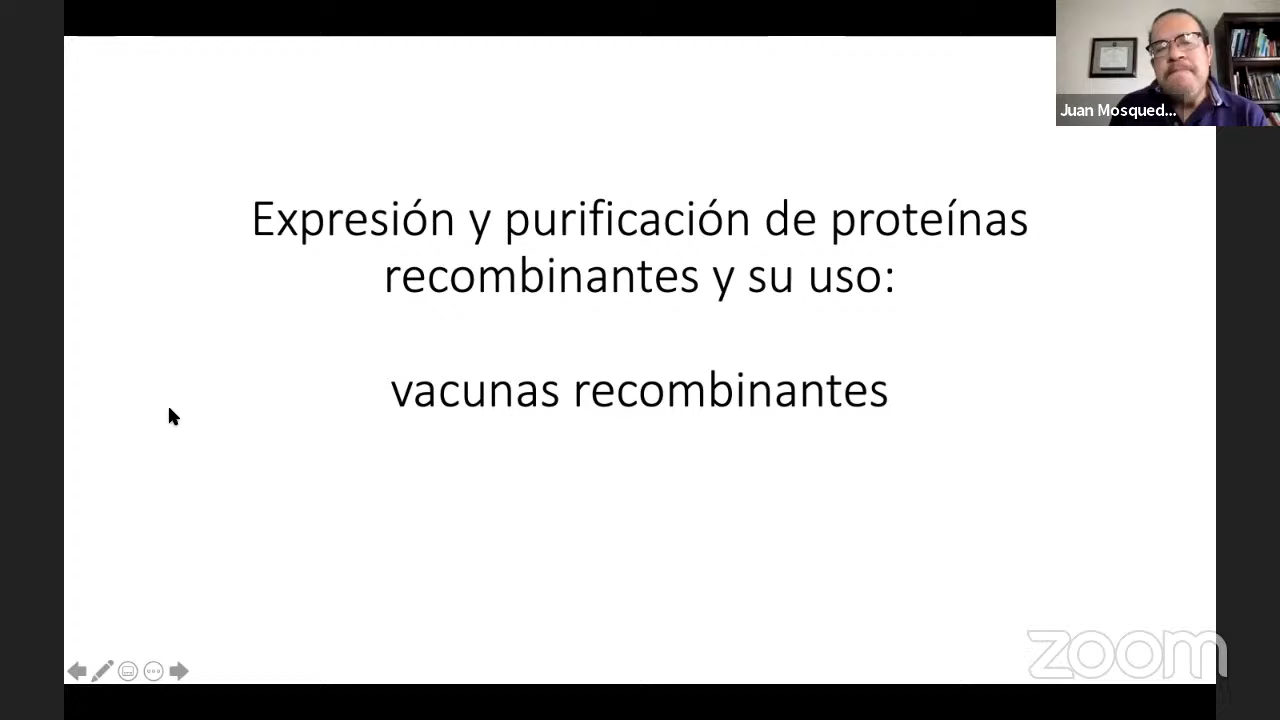 Juan Mosqued...
Expresión y purificación de proteínas
recombinantes y su uso:
vacunas recombinantes
zoom